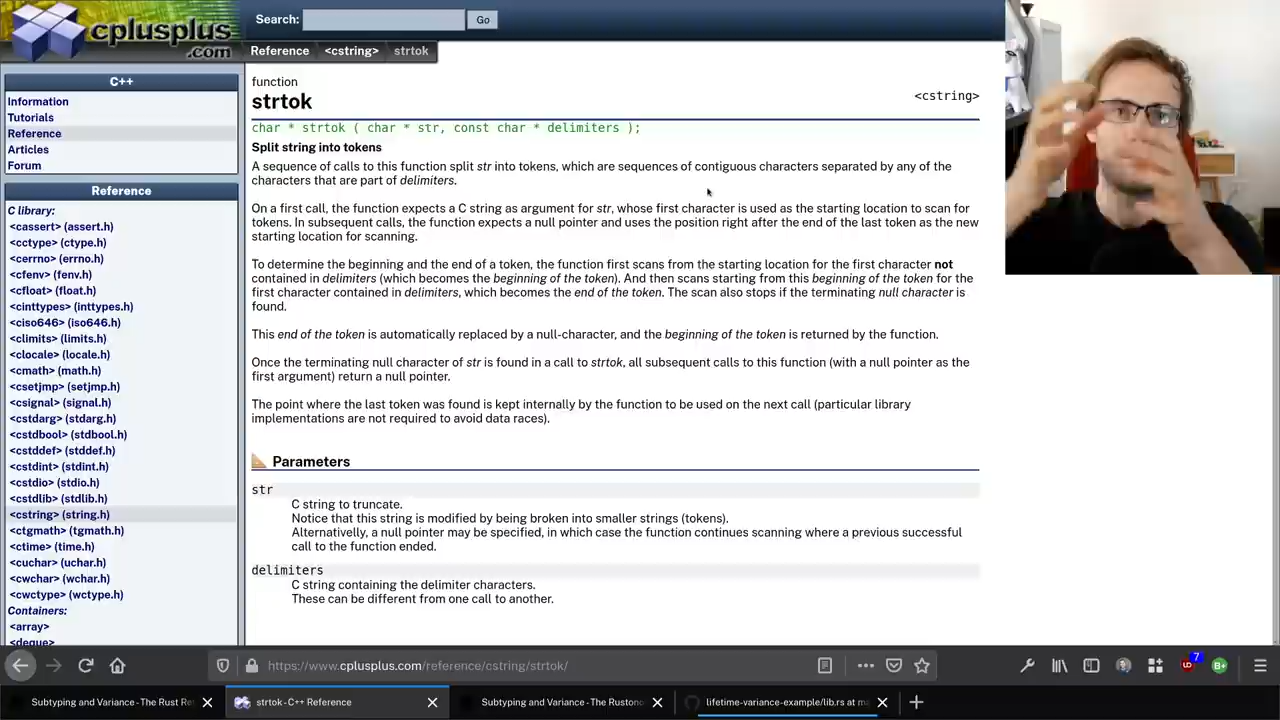 cplusplus
.com
Search:
Go
Reference
<cstring>
strtok
C++
Information
Tutorials
Reference
Articles
Forum
Reference
C library:
<cassert> (assert.h)
<cctype> (ctype.h)
<cerrno> (errno.h)
<cfenv> (fenv.h)
<cfloat> (float.h)
<cinttypes> (inttypes.h)
<ciso646> (iso646.h)
<climits> (limits.h)
<clocale> (locale.h)
<cmath> (math.h)
<csetjmp> (setjmp.h)
<csignal> (signal.h)
<cstdarg> (stdarg.h)
<cstdbool> (stdbool.h)
<cstddef> (stddef.h)
<cstdint> (stdint.h)
<cstdio> (stdio.h)
<cstdlib> (stdlib.h)
<cstring> (string.h)
<ctgmath> (tgmath.h)
<ctime> (time.h)
<cuchar> (uchar.h)
<cwchar> (wchar.h)
<cwctype> (wctype.h)
Containers:
<array>
<deque>
function
strtok
<cstring>
char * strtok ( char * str, const char * delimiters );
Split string into tokens
A sequence of calls to this function split str into tokens, which are sequences of contiguous characters separated by any of the
characters that are part of delimiters.
On a first call, the function expects a C string as argument for str, whose first character is used as the starting location to scan for
tokens. In subsequent calls, the function expects a null pointer and uses the position right after the end of the last token as the new
starting location for scanning.
To determine the beginning and the end of a token, the function first scans from the starting location for the first character not
contained in delimiters (which becomes the beginning of the token). And then scans starting from this beginning of the token for the
first character contained in delimiters, which becomes the end of the token. The scan also stops if the terminating null character is
found.
This end of the token is automatically replaced by a null-character, and the beginning of the token is returned by the function.
Once the terminating null character of str is found in a call to strtok, all subsequent calls to this function (with a null pointer as the
first argument) return a null pointer.
The point where the last token was found is kept internally by the function to be used on the next call (particular library
implementations are not required to avoid data races).
Parameters
str
C string to truncate.
Notice that this string is modified by being broken into smaller strings (tokens).
Alternativelly, a null pointer may be specified, in which case the function continues scanning where a previous successful
call to the function ended.
delimiters
C string containing the delimiter characters.
These can be different from one call to another.
https://www.cplusplus.com/reference/cstring/strtok/
7
Subtyping and Variance - The Rust Re
strtok - C++ Reference
Subtyping and Variance - The Rustono
lifetime-variance-example/lib.rs at ma